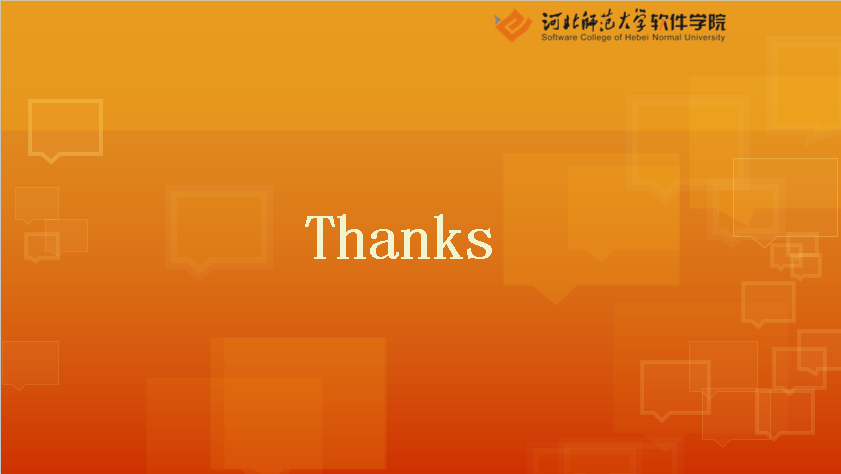 河北师范大学软件学院
Software College of Hebei Normal University
Thanks